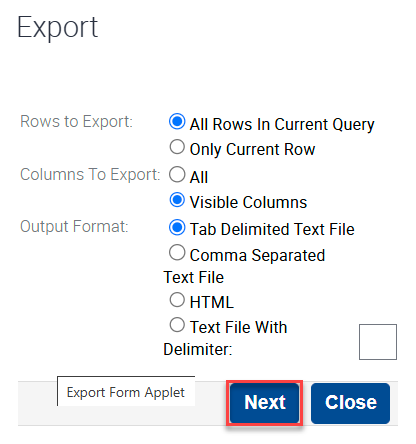 Export
Rows to Export:
All Rows In Current Query
Only Current Row
Columns To Export:
All
Visible Columns
Output Format:
Tab Delimited Text File
Comma Separated
Text File
HTML
Text File With
Delimiter:
Export Form Applet
Next
Close